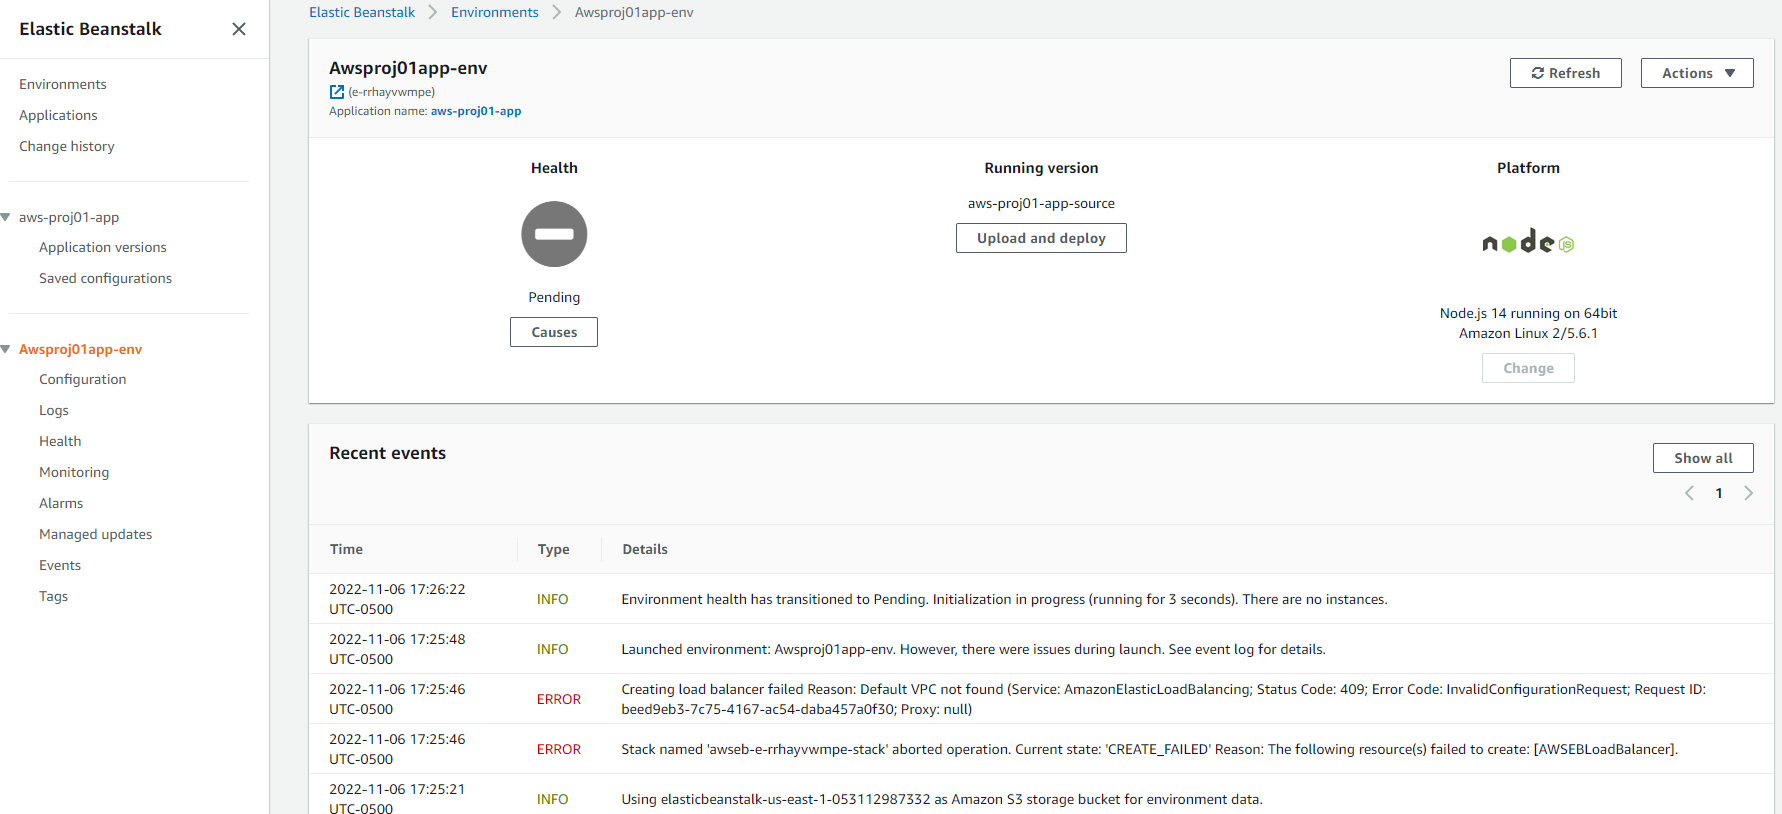 Elastic Beanstalk
Environments
Applications
Change history
aws-proj01-app
Application versions
Saved configurations
Awsproj01app-env
Configuration
Logs
Health
Monitoring
Alarms
Managed updates
Events
Tags
Elastic Beanstalk > Environments > Awsproj01app-env
Awsproj01app-env
(e-rrhayvwmpe)
Application name: aws-proj01-app
Refresh
Actions
Health
Pending
Causes
Running version
aws-proj01-app-source
Upload and deploy
Platform
node JS
Node.js 14 running on 64bit
Amazon Linux 2/5.6.1
Change
Recent events
Show all
1
Time Type Details
2022-11-06 17:26:22
UTC-0500
INFO
Environment health has transitioned to Pending. Initialization in progress (running for 3 seconds). There are no instances.
2022-11-06 17:25:48
UTC-0500
INFO
Launched environment: Awsproj01app-env. However, there were issues during launch. See event log for details.
2022-11-06 17:25:46
UTC-0500
ERROR
Creating load balancer failed Reason: Default VPC not found (Service: AmazonElasticLoadBalancing; Status Code: 409; Error Code: InvalidConfigurationRequest; Request ID:
beed9eb3-7c75-4167-ac54-daba457a0f30; Proxy: null)
2022-11-06 17:25:46
UTC-0500
ERROR
Stack named 'awseb-e-rrhayvwmpe-stack' aborted operation. Current state: 'CREATE_FAILED' Reason: The following resource(s) failed to create: [AWSEBLoadBalancer].
2022-11-06 17:25:21
UTC-0500
INFO
Using elasticbeanstalk-us-east-1-053112987332 as Amazon S3 storage bucket for environment data.